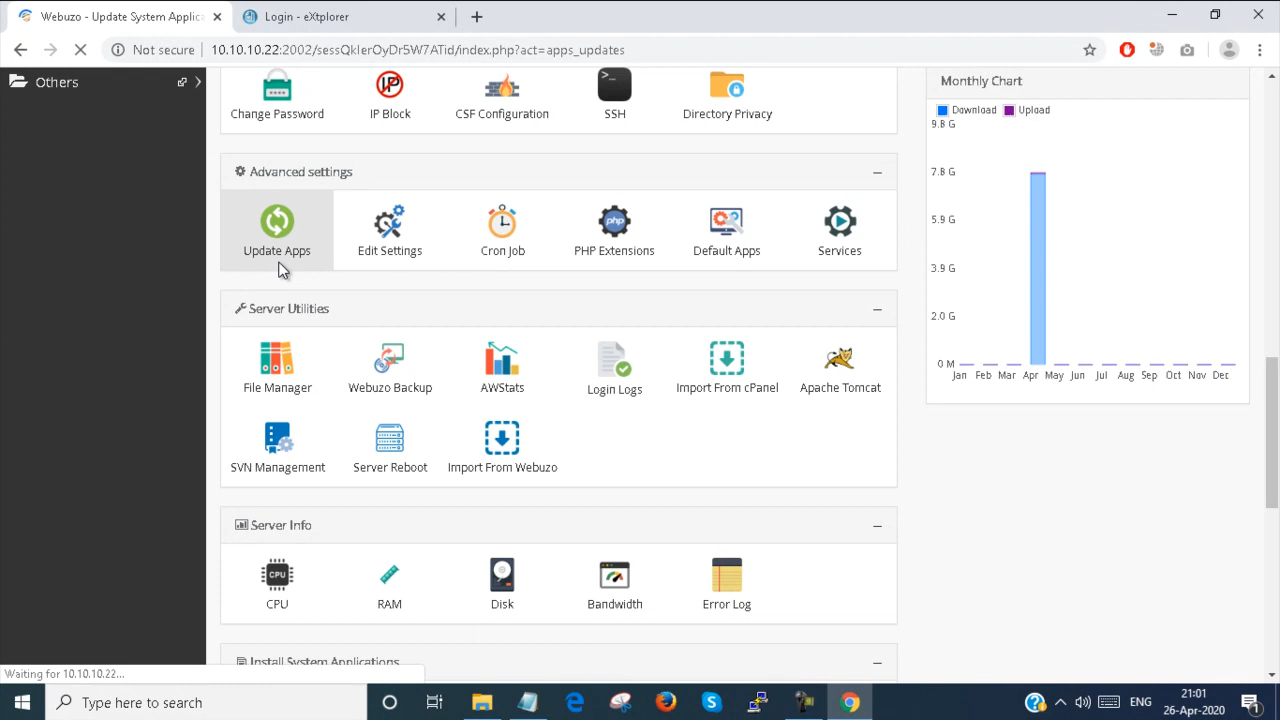 Webuzo - Update System Applica
Login - eXtplorer
Not secure
10.10.10.22:2002/sessQkIerOyDr5W7ATid/index.php?act=apps_updates
Others
Change Password
IP Block
CSF Configuration
SSH
Directory Privacy
Advanced settings
Update Apps
Edit Settings
Cron Job
PHP Extensions
Default Apps
Services
Server Utilities
File Manager
Webuzo Backup
AWStats
Login Logs
Import From cPanel
Apache Tomcat
SVN Management
Server Reboot
Import From Webuzo
Server Info
CPU
RAM
Disk
Bandwidth
Error Log
Install System Applications
Monthly Chart
Download
Upload
9.8 G
7.8 G
5.9 G
3.9 G
2.0 G
0 M
Jan Feb Mar Apr May Jun Jul Aug Sep Oct Nov Dec
Waiting for 10.10.10.22...
Type here to search
ENG
21:01
26-Apr-2020